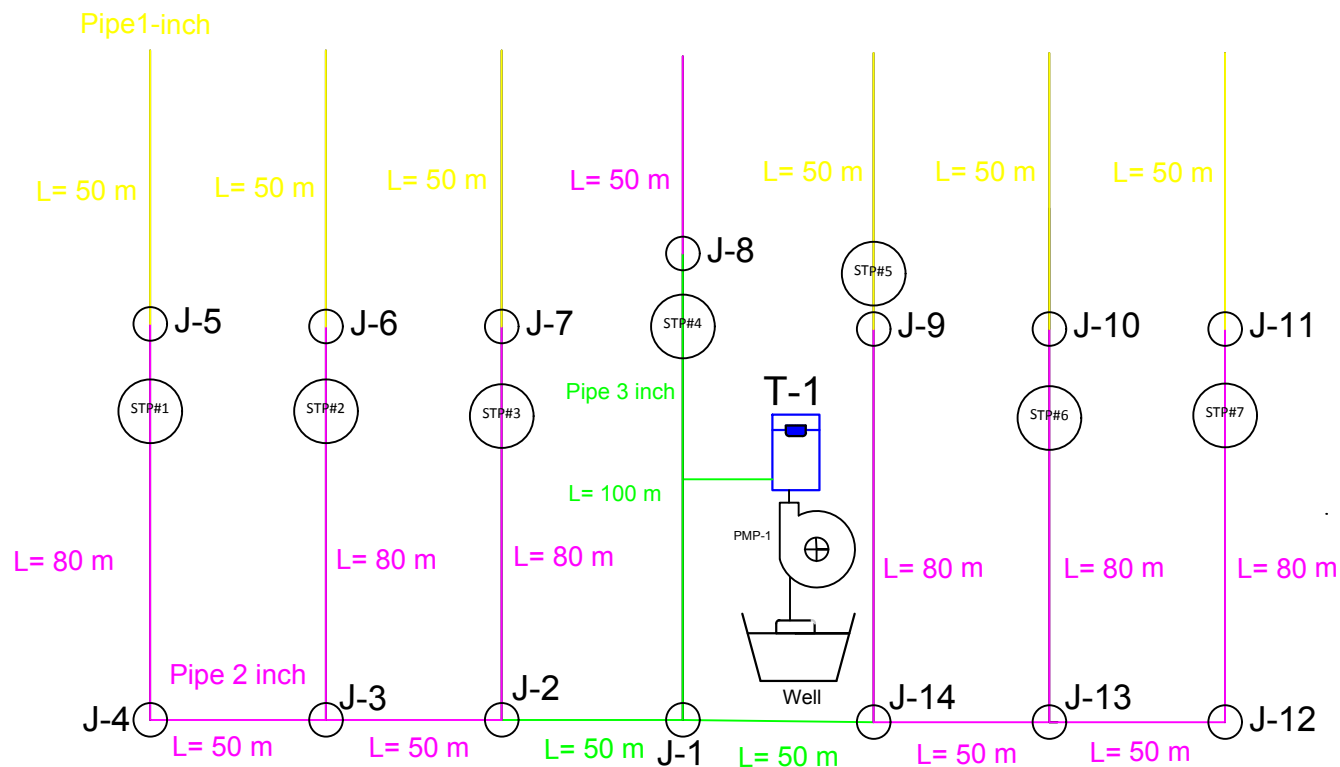 Pipe1-inch
L= 50 m
L= 50 m
L= 50 m
L= 50 m
L= 50 m
L= 50 m
L= 50 m
J-8
STP#5
J-5
J-6
J-7
STP#4
J-9
J-10
J-11
Pipe 3 inch
T-1
STP#1
STP#2
STP#3
STP#6
STP#7
L= 100 m
PMP-1
L= 80 m
L= 80 m
L= 80 m
L= 80 m
L= 80 m
L= 80 m
Pipe 2 inch
Well
J-4
J-3
J-2
J-1
J-14
J-13
J-12
L= 50 m
L= 50 m
L= 50 m
L= 50 m
L= 50 m
L= 50 m